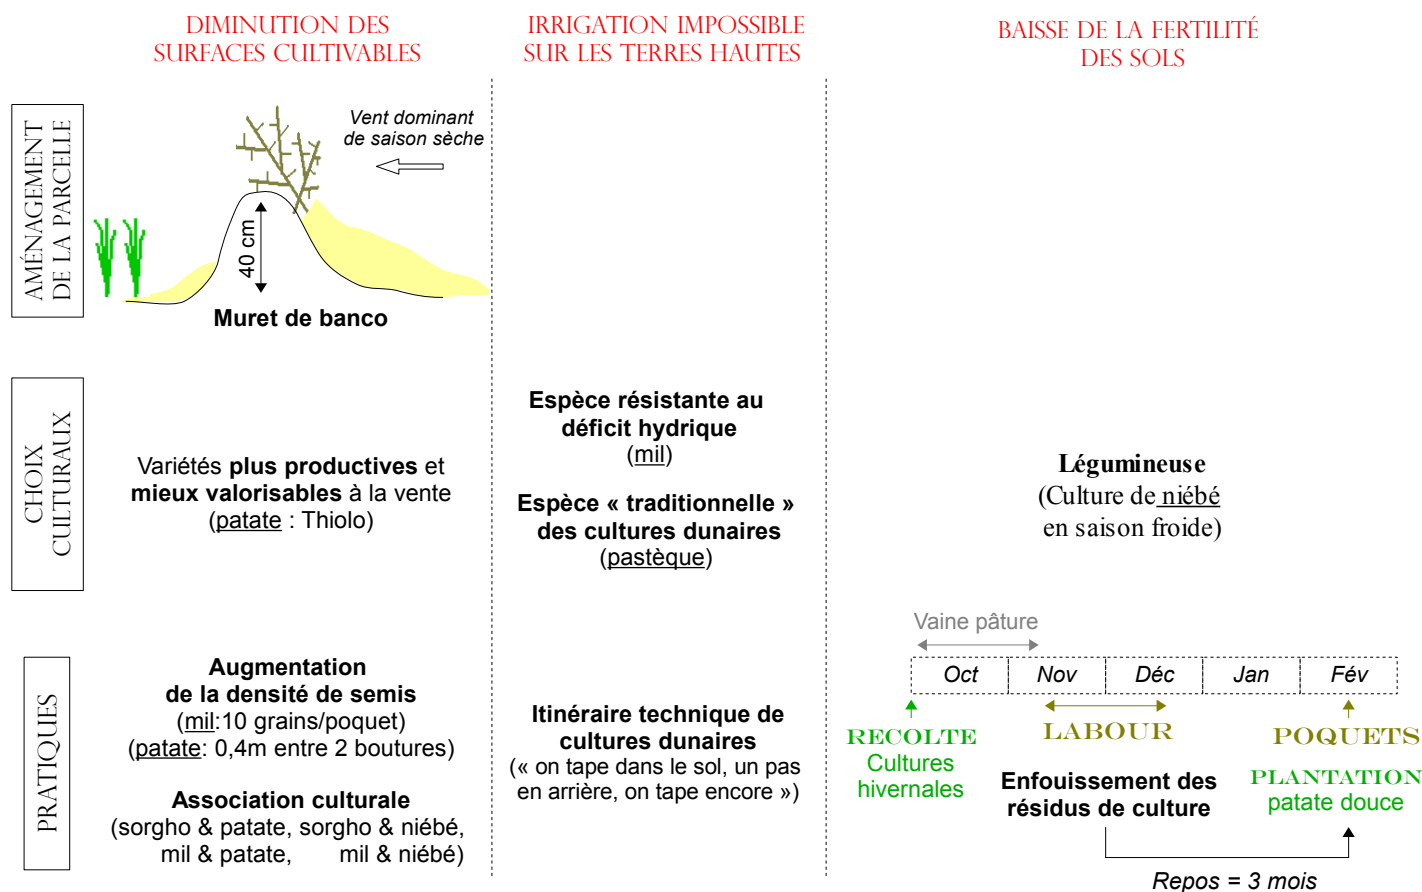 DIMINUTION DES
SURFACES CULTIVABLES
IRRIGATION IMPOSSIBLE
SUR LES TERRES HAUTES
BAISSE DE LA FERTILITÉ
DES SOLS
AMÉNAGEMENT
DE LA PARCELLE
Vent dominant
de saison sèche
40 cm
Muret de banco
CHOIX
CULTURAUX
Variétés plus productives et
mieux valorisables à la vente
(patate : Thiolo)
Espèce résistante au
déficit hydrique
(mil)
Espèce « traditionnelle »
des cultures dunaires
(pastèque)
Légumineuse
(Culture de niébé
en saison froide)
PRATIQUES
Augmentation
de la densité de semis
(mil:10 grains/poquet)
(patate: 0,4m entre 2 boutures)
Association culturale
(sorgho & patate, sorgho & niébé,
mil & patate, mil & niébé)
Itinéraire technique de
cultures dunaires
(« on tape dans le sol, un pas
en arrière, on tape encore »)
Vaine pâture
Oct Nov Déc Jan Fév
RECOLTE
Cultures
hivernales
LABOUR
Enfouissement des
résidus de culture
POQUETS
PLANTATION
patate douce
Repos = 3 mois